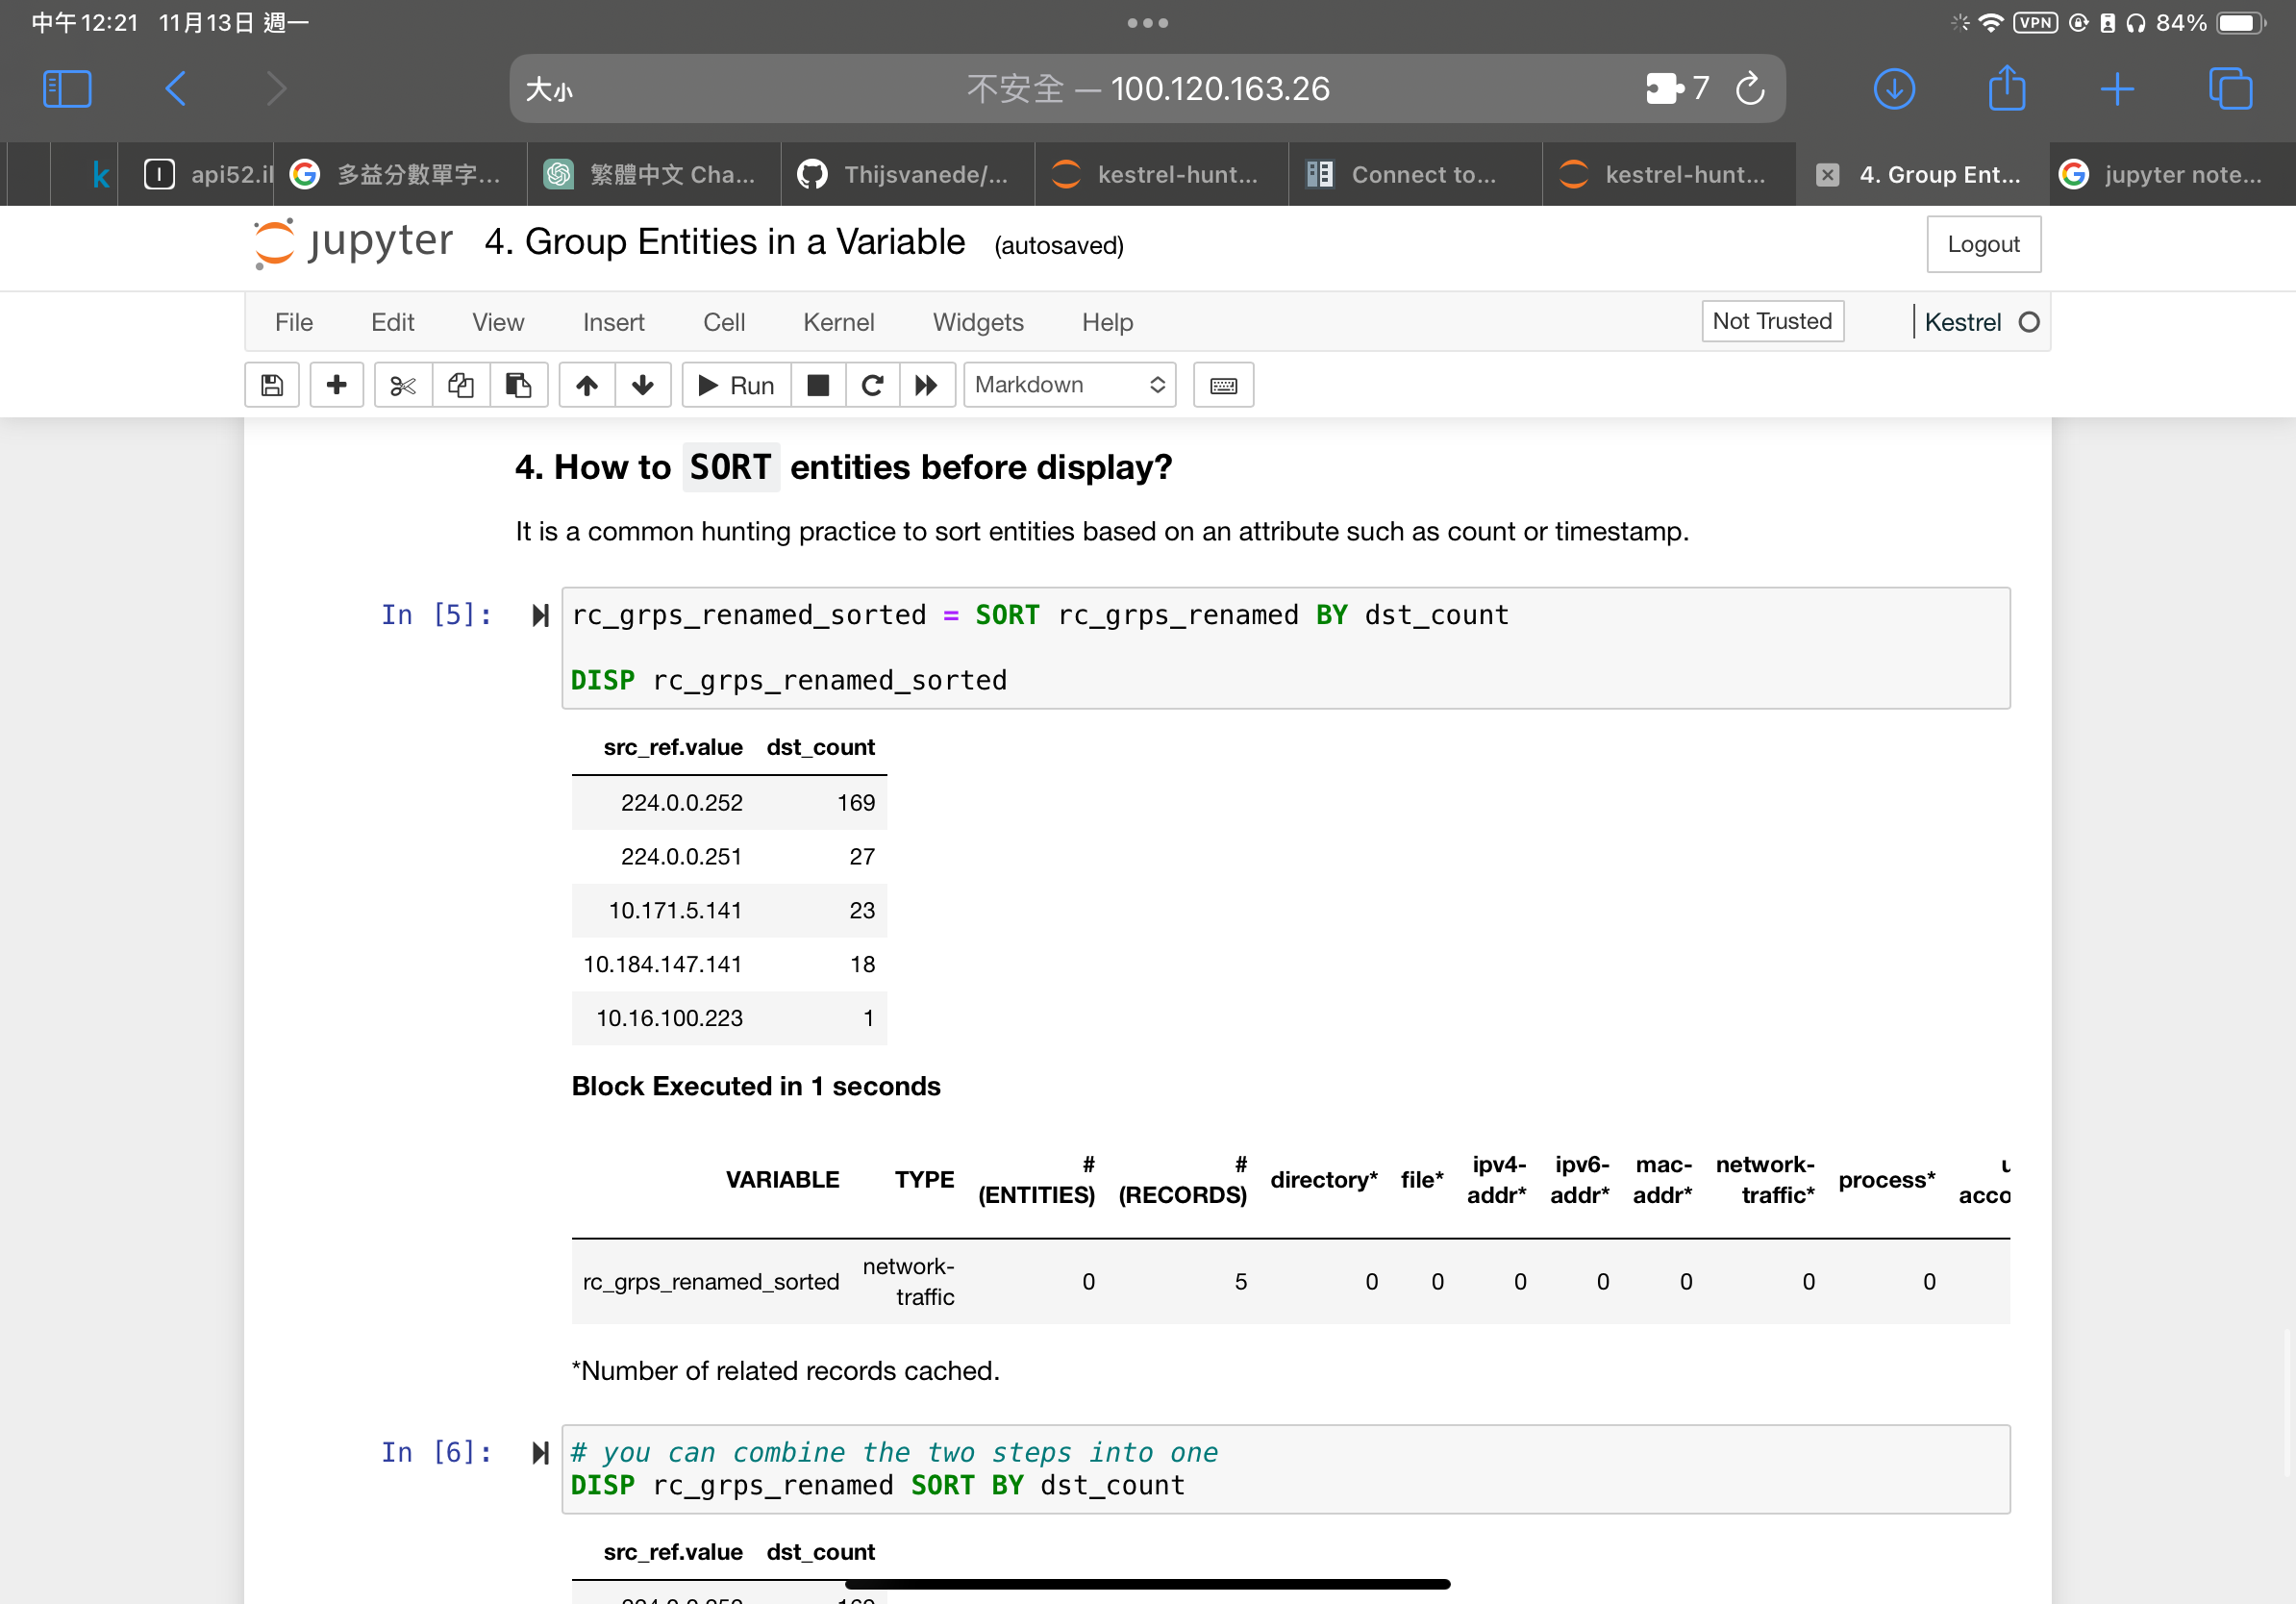 中午12:21 11月13日 週一
VPN 84%
大小 不安全 — 100.120.163.26 7
k
I api52.il
多益分數單字...
繁體中文 Cha...
Thijsvanede/...
kestrel-hunt...
Connect to...
kestrel-hunt...
4. Group Ent...
jupyter note...
jupyter 4. Group Entities in a Variable (autosaved) Logout
File Edit View Insert Cell Kernel Widgets Help Not Trusted Kestrel
Run Markdown
4. How to SORT entities before display?
It is a common hunting practice to sort entities based on an attribute such as count or timestamp.
In [5]: rc_grps_renamed_sorted = SORT rc_grps_renamed BY dst_count
DISP rc_grps_renamed_sorted
src_ref.value dst_count
224.0.0.252 169
224.0.0.251 27
10.171.5.141 23
10.184.147.141 18
10.16.100.223 1
Block Executed in 1 seconds
VARIABLE TYPE # (ENTITIES) # (RECORDS) directory* file* ipv4-addr* ipv6-addr* mac-addr* network-traffic* process* u acco
rc_grps_renamed_sorted network-traffic 0 5 0 0 0 0 0 0 0
*Number of related records cached.
In [6]: # you can combine the two steps into one
DISP rc_grps_renamed SORT BY dst_count
src_ref.value dst_count